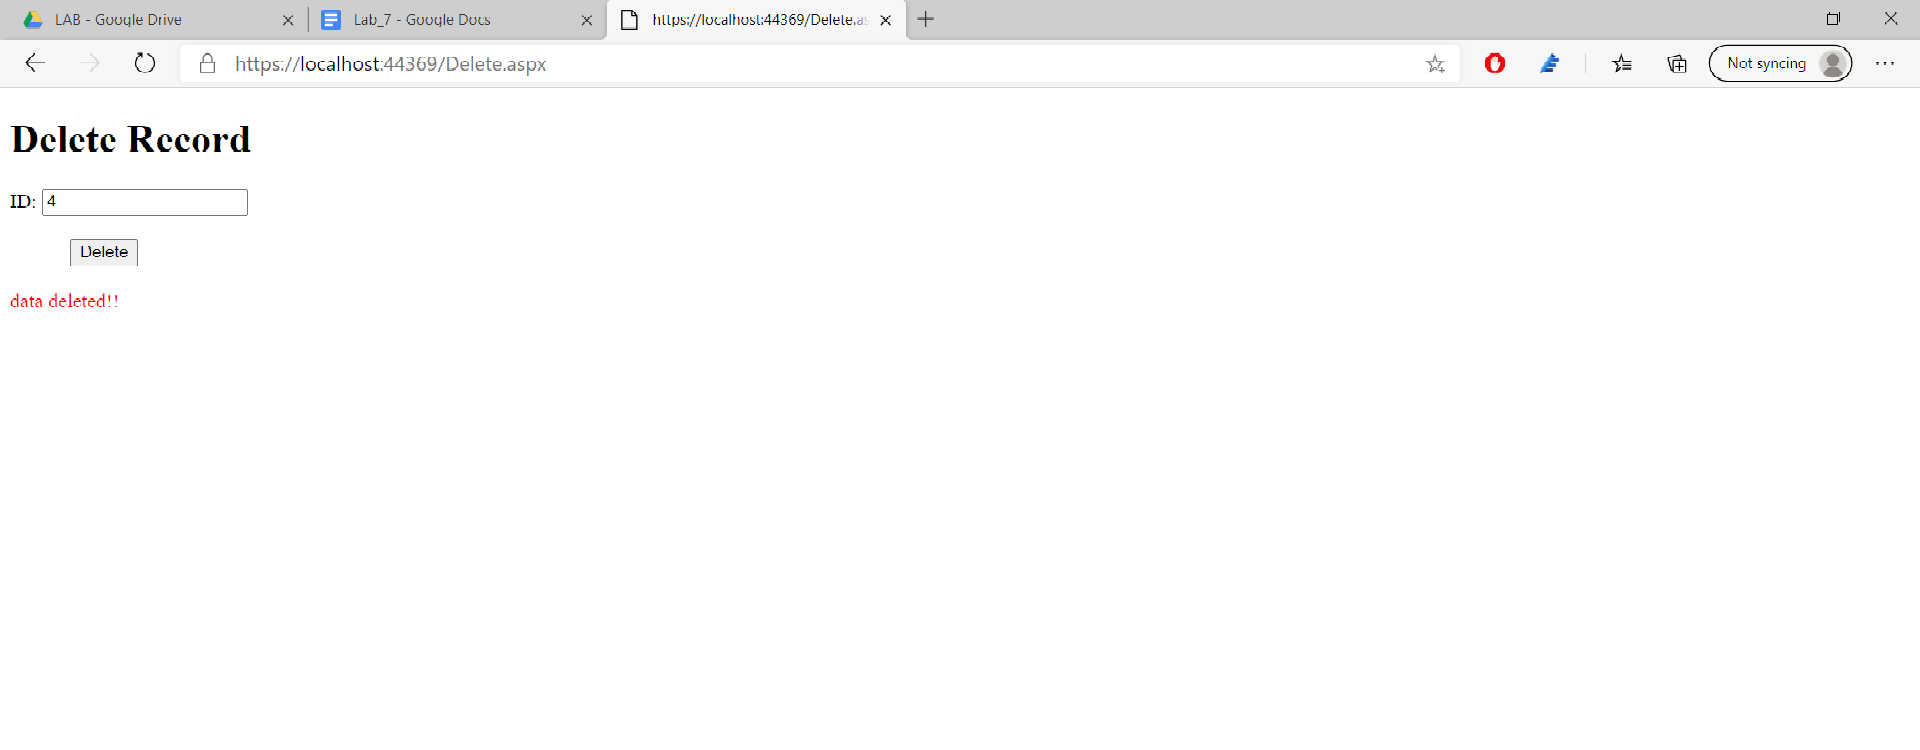 LAB - Google Drive
Lab_7 - Google Docs
https://localhost:44369/Delete.as
https://localhost:44369/Delete.aspx
Not syncing
Delete Record
ID: 4
Delete
data deleted!!